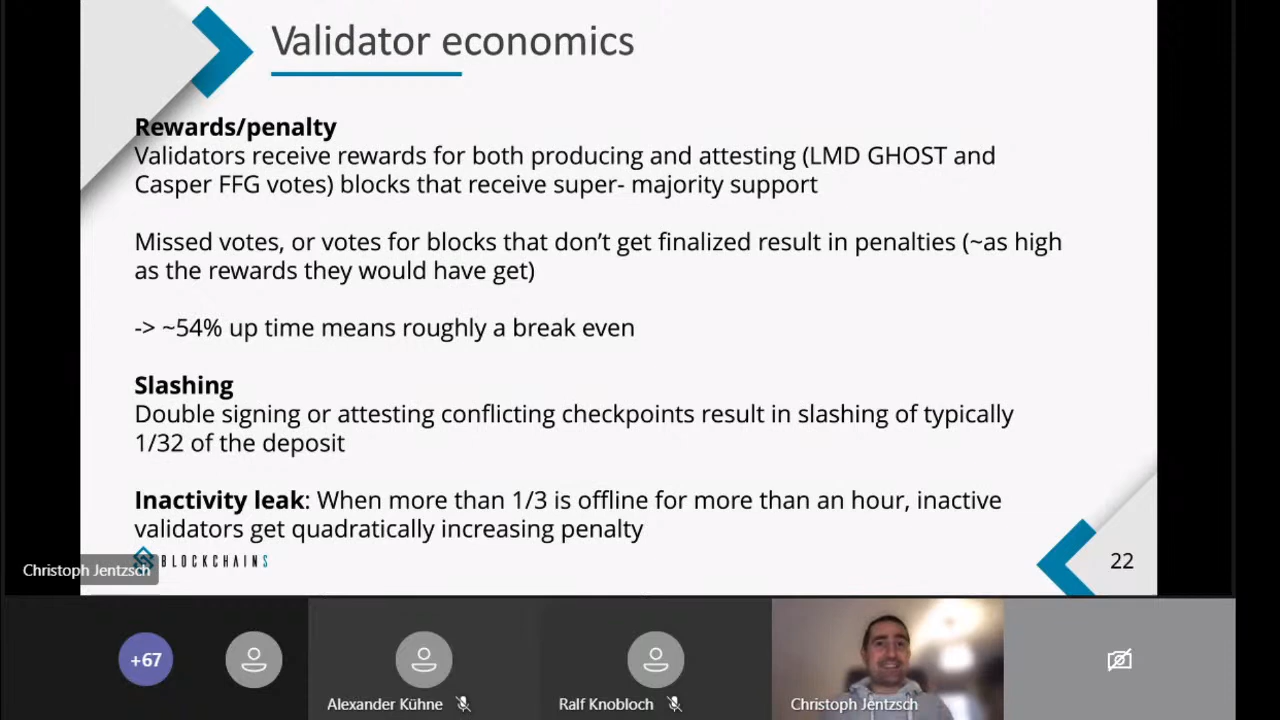 Validator economics
Rewards/penalty
Validators receive rewards for both producing and attesting (LMD GHOST and
Casper FFG votes) blocks that receive super- majority support
Missed votes, or votes for blocks that don't get finalized result in penalties (~as high
as the rewards they would have get)
-> ~54% up time means roughly a break even
Slashing
Double signing or attesting conflicting checkpoints result in slashing of typically
1/32 of the deposit
Inactivity leak: When more than 1/3 is offline for more than an hour, inactive
validators get quadratically increasing penalty
BLOCKCHAINS
22
Christoph Jentzsch
+67
Alexander Kühne
Ralf Knobloch
Christoph Jentzsch